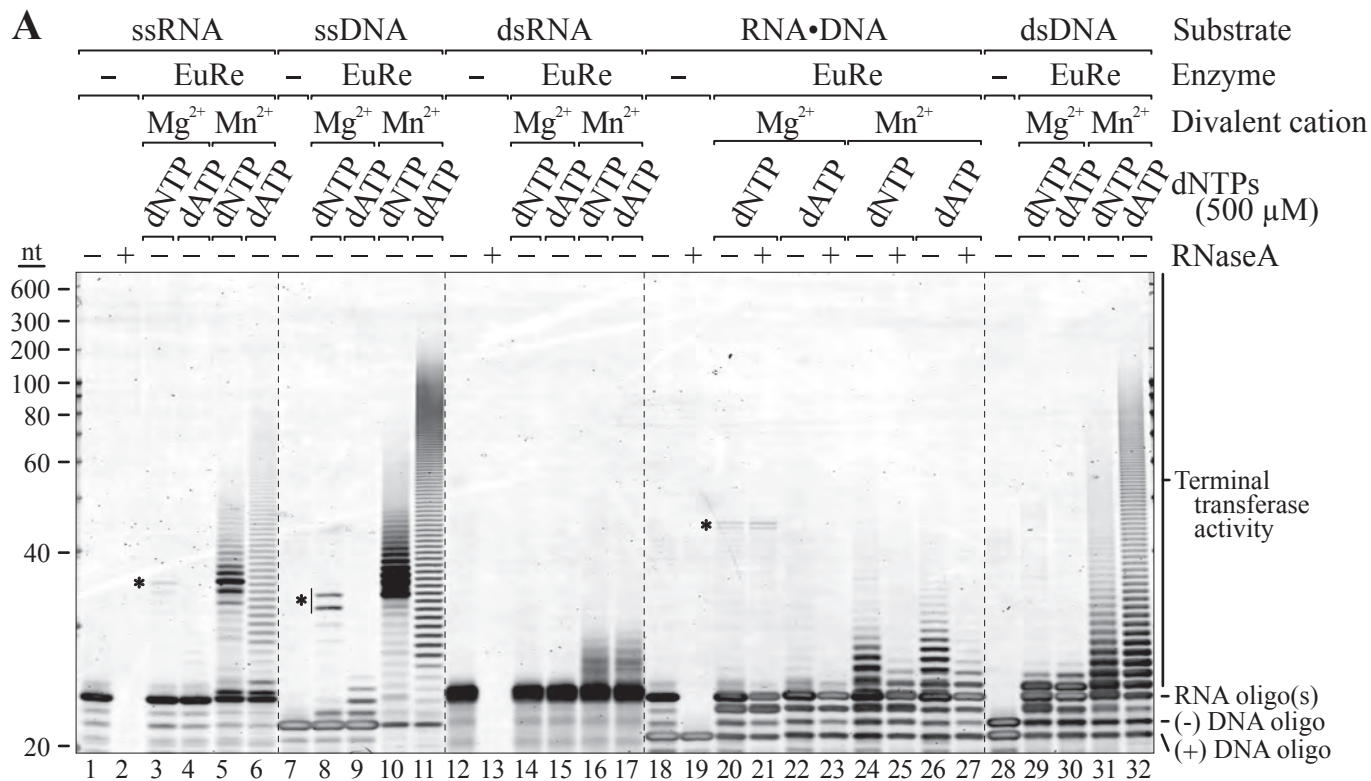 A
ssRNA ssDNA dsRNA RNA•DNA dsDNA Substrate
– EuRe – EuRe – EuRe – EuRe – EuRe Enzyme
Mg²⁺ Mn²⁺ Mg²⁺ Mn²⁺ Mg²⁺ Mn²⁺ Mg²⁺ Mn²⁺ Mg²⁺ Mn²⁺ Divalent cation
dNTP dATP dNTP dATP dNTP dATP dNTP dATP dNTP dATP dNTP dATP dNTP dATP dNTP dATP dNTP dATP dNTP dATP dNTPs
(500 µM)
nt – + – – – – – – – – – – + – – – – – + – + – + – + – + – – – – – RNaseA
600
300
200
100
80
60
Terminal
transferase
activity
40
*
*
*
RNA oligo(s)
(-) DNA oligo
(+) DNA oligo
20
1 2 3 4 5 6 7 8 9 10 11 12 13 14 15 16 17 18 19 20 21 22 23 24 25 26 27 28 29 30 31 32